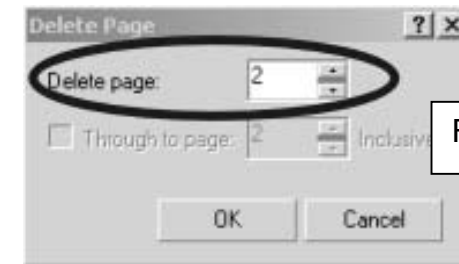 Delete Page ? ×
Delete page: 2
Through to page: 2 Inclusive
OK Cancel